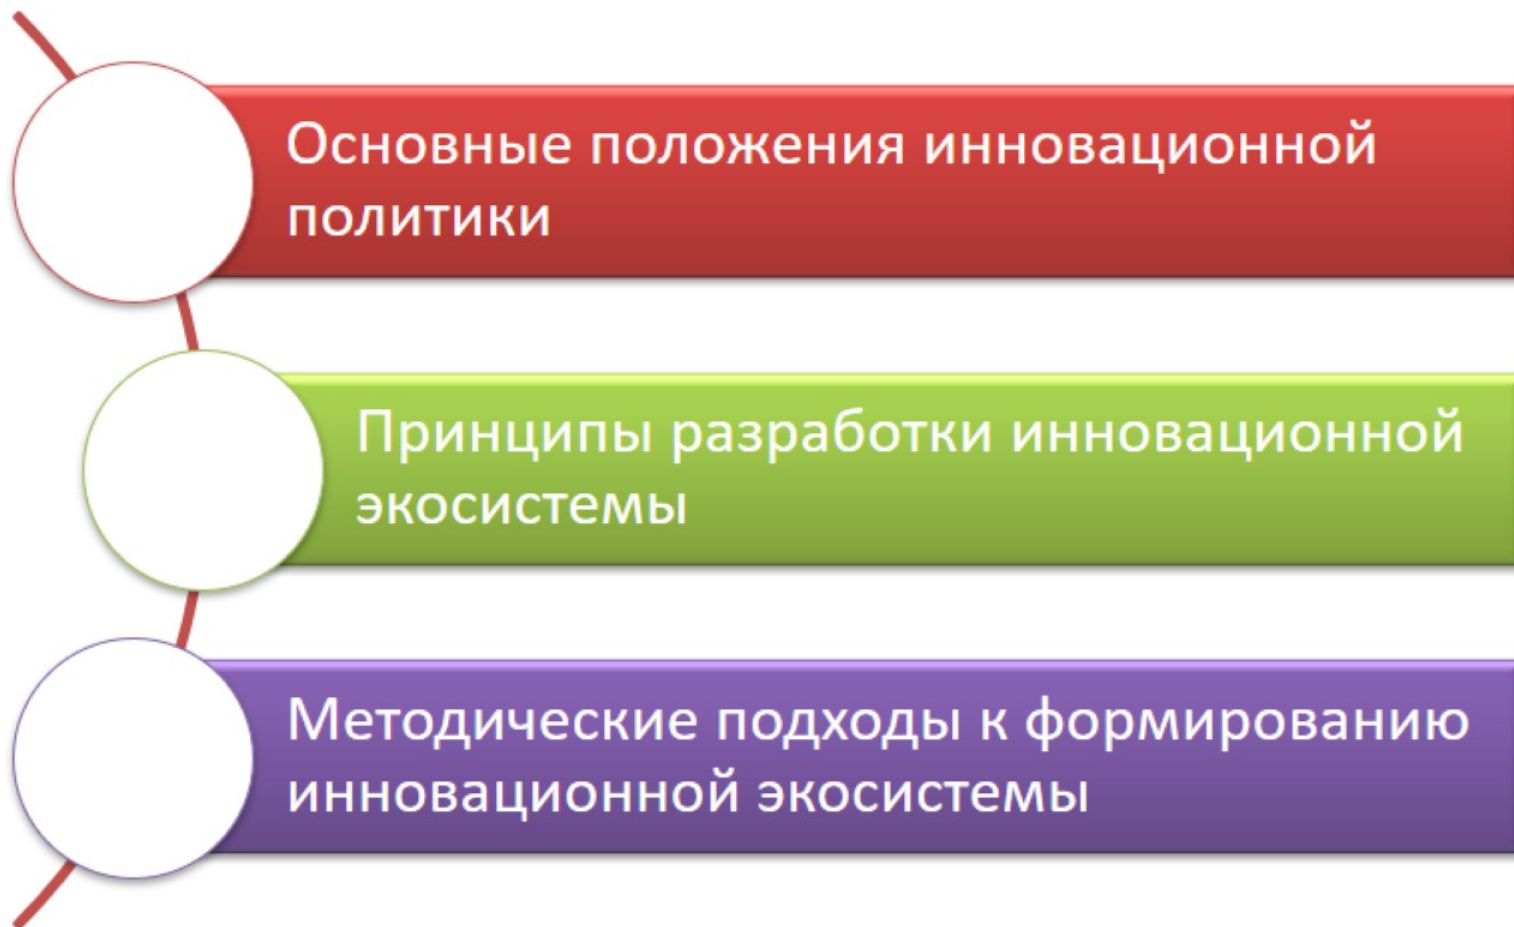 Основные положения инновационной
политики
Принципы разработки инновационной
экосистемы
Методические подходы к формированию
инновационной экосистемы